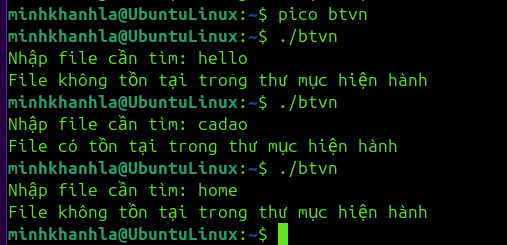 minhkhanhla@UbuntuLinux:~$ pico btvn
minhkhanhla@UbuntuLinux:~$ ./btvn
Nhập file cần tìm: hello
File không tồn tại trong thư mục hiện hành
minhkhanhla@UbuntuLinux:~$ ./btvn
Nhập file cần tìm: cadao
File có tồn tại trong thư mục hiện hành
minhkhanhla@UbuntuLinux:~$ ./btvn
Nhập file cần tìm: home
File không tồn tại trong thư mục hiện hành
minhkhanhla@UbuntuLinux:~$